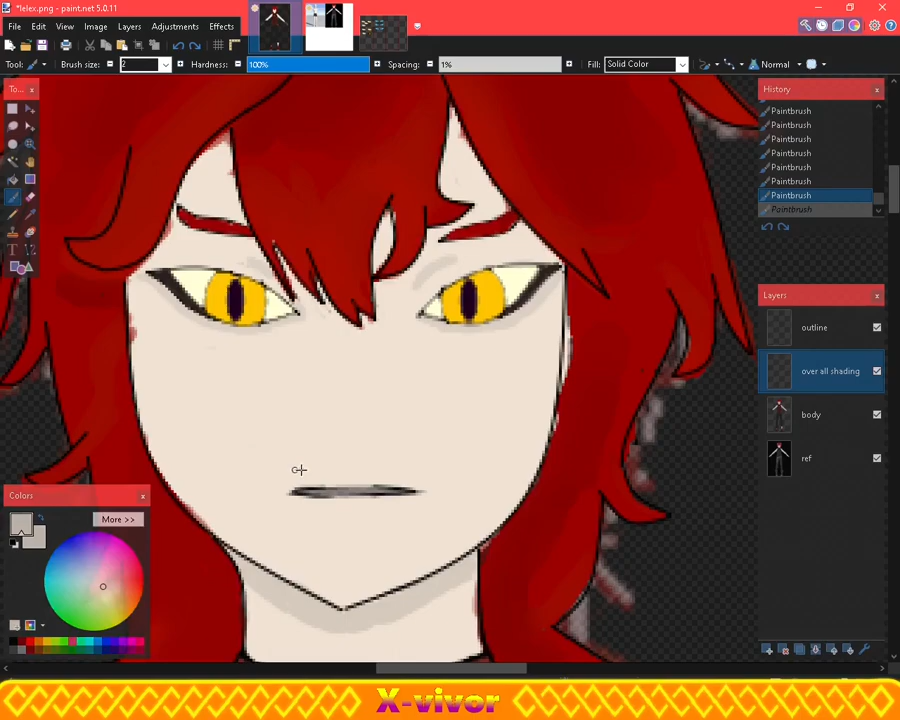 *lelex.png - paint.net 5.0.11
File Edit View Image Layers Adjustments Effects
Tool: Brush size: 2 Hardness: 100% Spacing: 1% Fill: Solid Color Normal
To...
History
Paintbrush
Paintbrush
Paintbrush
Paintbrush
Paintbrush
Paintbrush
Paintbrush
Paintbrush
Layers
outline
over all shading
body
ref
Colors
More >>
X-vivor